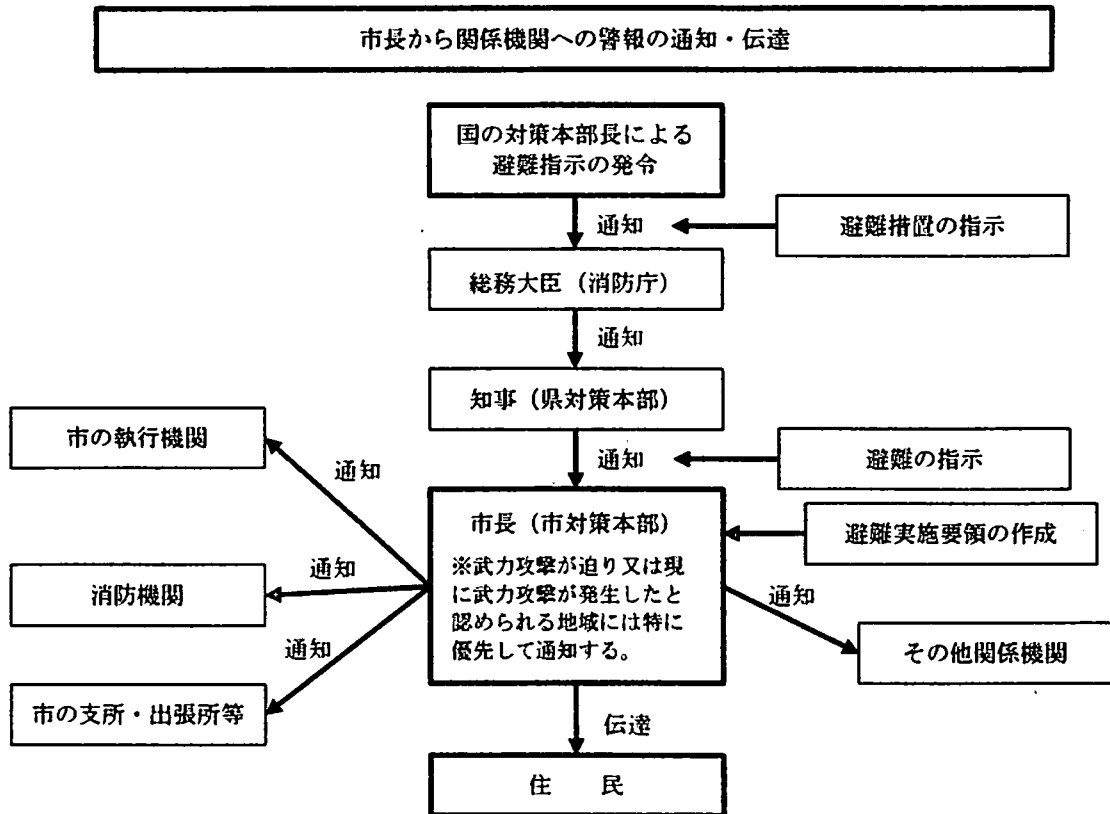 市長から関係機関への警報の通知・伝達
国の対策本部長による
避難指示の発令
通知
避難措置の指示
総務大臣（消防庁）
通知
知事（県対策本部）
市の執行機関
通知
避難の指示
通知
市長（市対策本部）
避難実施要領の作成
※武力攻撃が迫り又は現
に武力攻撃が発生したと
認められる地域には特に
優先して通知する。
通知
消防機関
通知
その他関係機関
通知
市の支所・出張所等
伝達
住　民